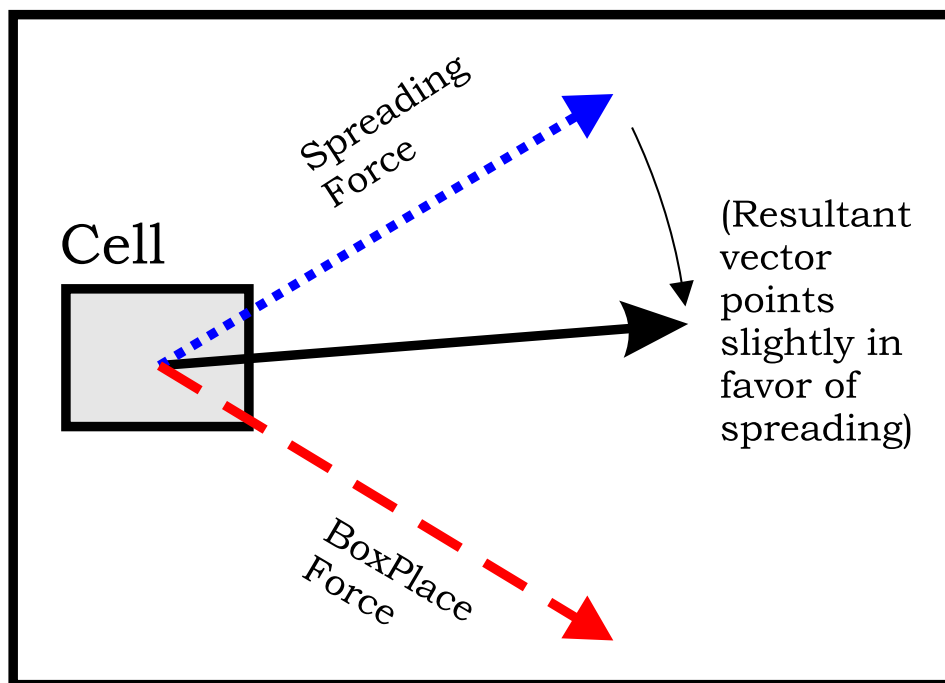 Spreading
Force
Cell
(Resultant
vector
points
slightly in
favor of
spreading)
BoxPlace
Force